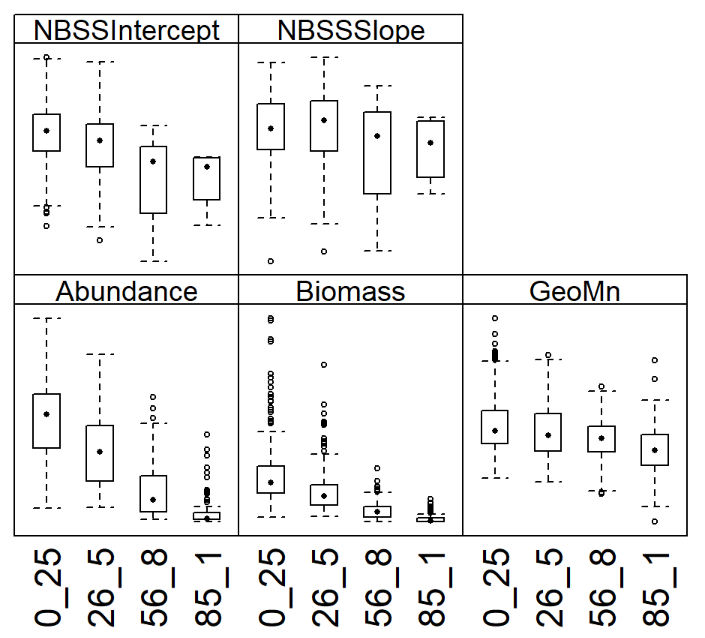 NBSSIntercept NBSSSlope
Abundance Biomass GeoMn
0_25 26_5 56_8 85_1 0_25 26_5 56_8 85_1 0_25 26_5 56_8 85_1